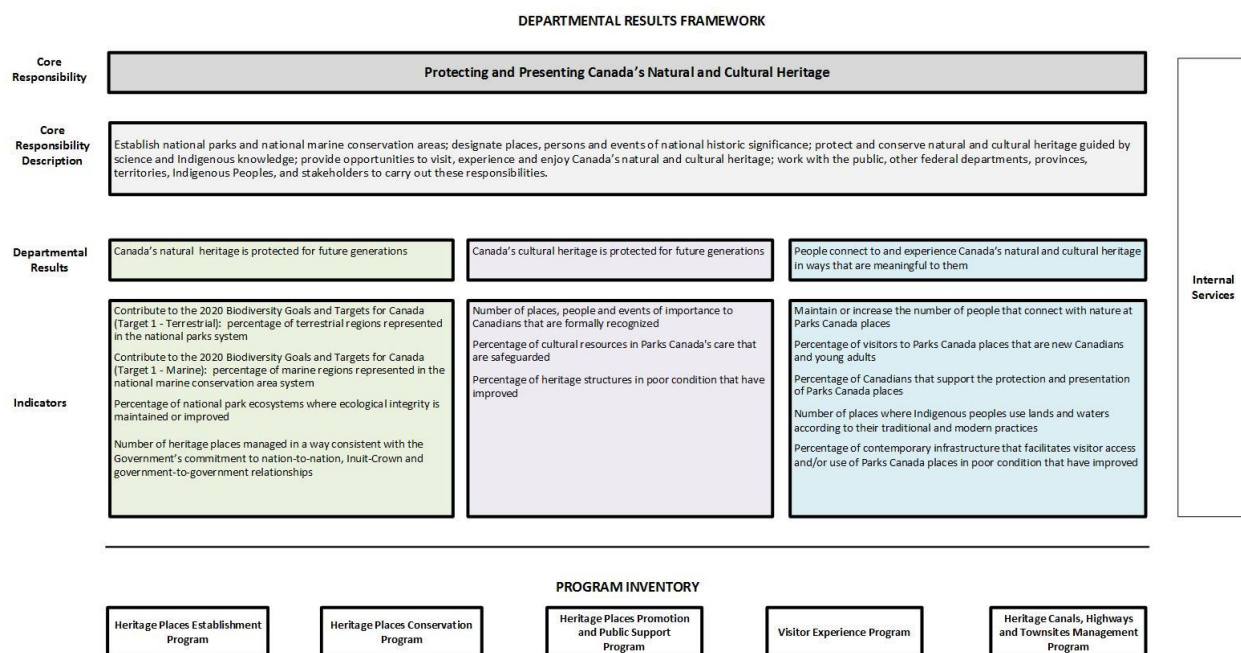 DEPARTMENTAL RESULTS FRAMEWORK
Core
Responsibility
Protecting and Presenting Canada's Natural and Cultural Heritage
Core
Responsibility
Description
Establish national parks and national marine conservation areas; designate places, persons and events of national historic significance; protect and conserve natural and cultural heritage guided by
science and Indigenous knowledge; provide opportunities to visit, experience and enjoy Canada's natural and cultural heritage; work with the public, other federal departments, provinces,
territories, Indigenous Peoples, and stakeholders to carry out these responsibilities.
Departmental
Results
Canada's natural heritage is protected for future generations
Canada's cultural heritage is protected for future generations
People connect to and experience Canada's natural and cultural heritage
in ways that are meaningful to them
Internal
Services
Indicators
Contribute to the 2020 Biodiversity Goals and Targets for Canada
(Target 1 - Terrestrial): percentage of terrestrial regions represented
in the national parks system
Contribute to the 2020 Biodiversity Goals and Targets for Canada
(Target 1 - Marine): percentage of marine regions represented in the
national marine conservation area system
Percentage of national park ecosystems where ecological integrity is
maintained or improved
Number of heritage places managed in a way consistent with the
Government's commitment to nation-to-nation, Inuit-Crown and
government-to-government relationships
Number of places, people and events of importance to
Canadians that are formally recognized
Percentage of cultural resources in Parks Canada's care that
are safeguarded
Percentage of heritage structures in poor condition that have
improved
Maintain or increase the number of people that connect with nature at
Parks Canada places
Percentage of visitors to Parks Canada places that are new Canadians
and young adults
Percentage of Canadians that support the protection and presentation
of Parks Canada places
Number of places where Indigenous peoples use lands and waters
according to their traditional and modern practices
Percentage of contemporary infrastructure that facilitates visitor access
and/or use of Parks Canada places in poor condition that have improved
PROGRAM INVENTORY
Heritage Places Establishment
Program
Heritage Places Conservation
Program
Heritage Places Promotion
and Public Support
Program
Visitor Experience Program
Heritage Canals, Highways
and Townsites Management
Program